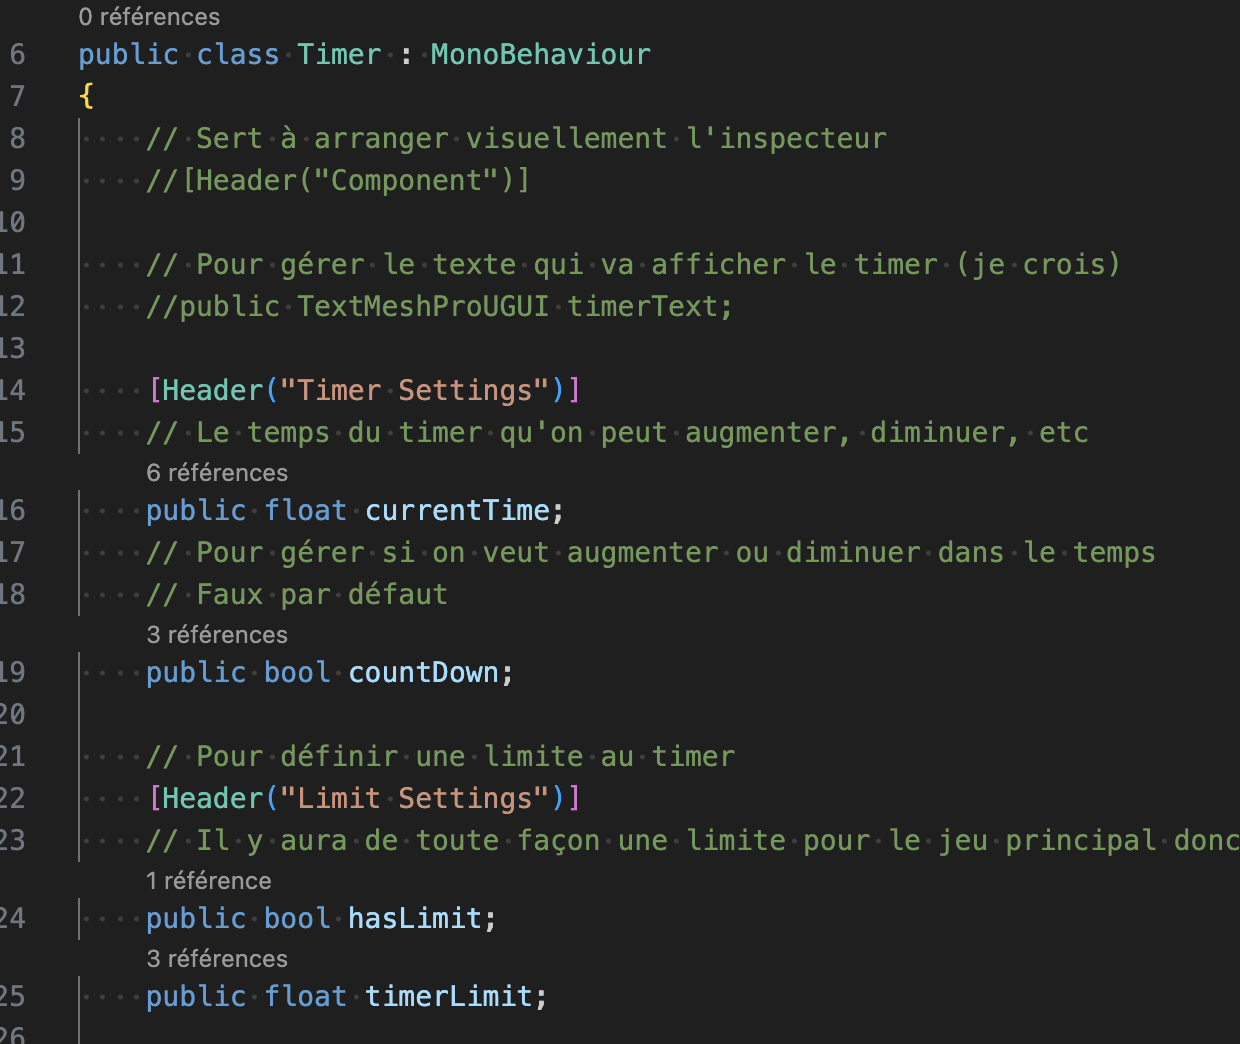 0 références
6 public class Timer : MonoBehaviour
7 {
8 // Sert à arranger visuellement l'inspecteur
9 //[Header("Component")]
10
11 // Pour gérer le texte qui va afficher le timer (je crois)
12 //public TextMeshProUGUI timerText;
13
14 [Header("Timer Settings")]
15 // Le temps du timer qu'on peut augmenter, diminuer, etc
6 références
16 public float currentTime;
17 // Pour gérer si on veut augmenter ou diminuer dans le temps
18 // Faux par défaut
3 références
19 public bool countDown;
20
21 // Pour définir une limite au timer
22 [Header("Limit Settings")]
23 // Il y aura de toute façon une limite pour le jeu principal donc
1 référence
24 public bool hasLimit;
3 références
25 public float timerLimit;
26